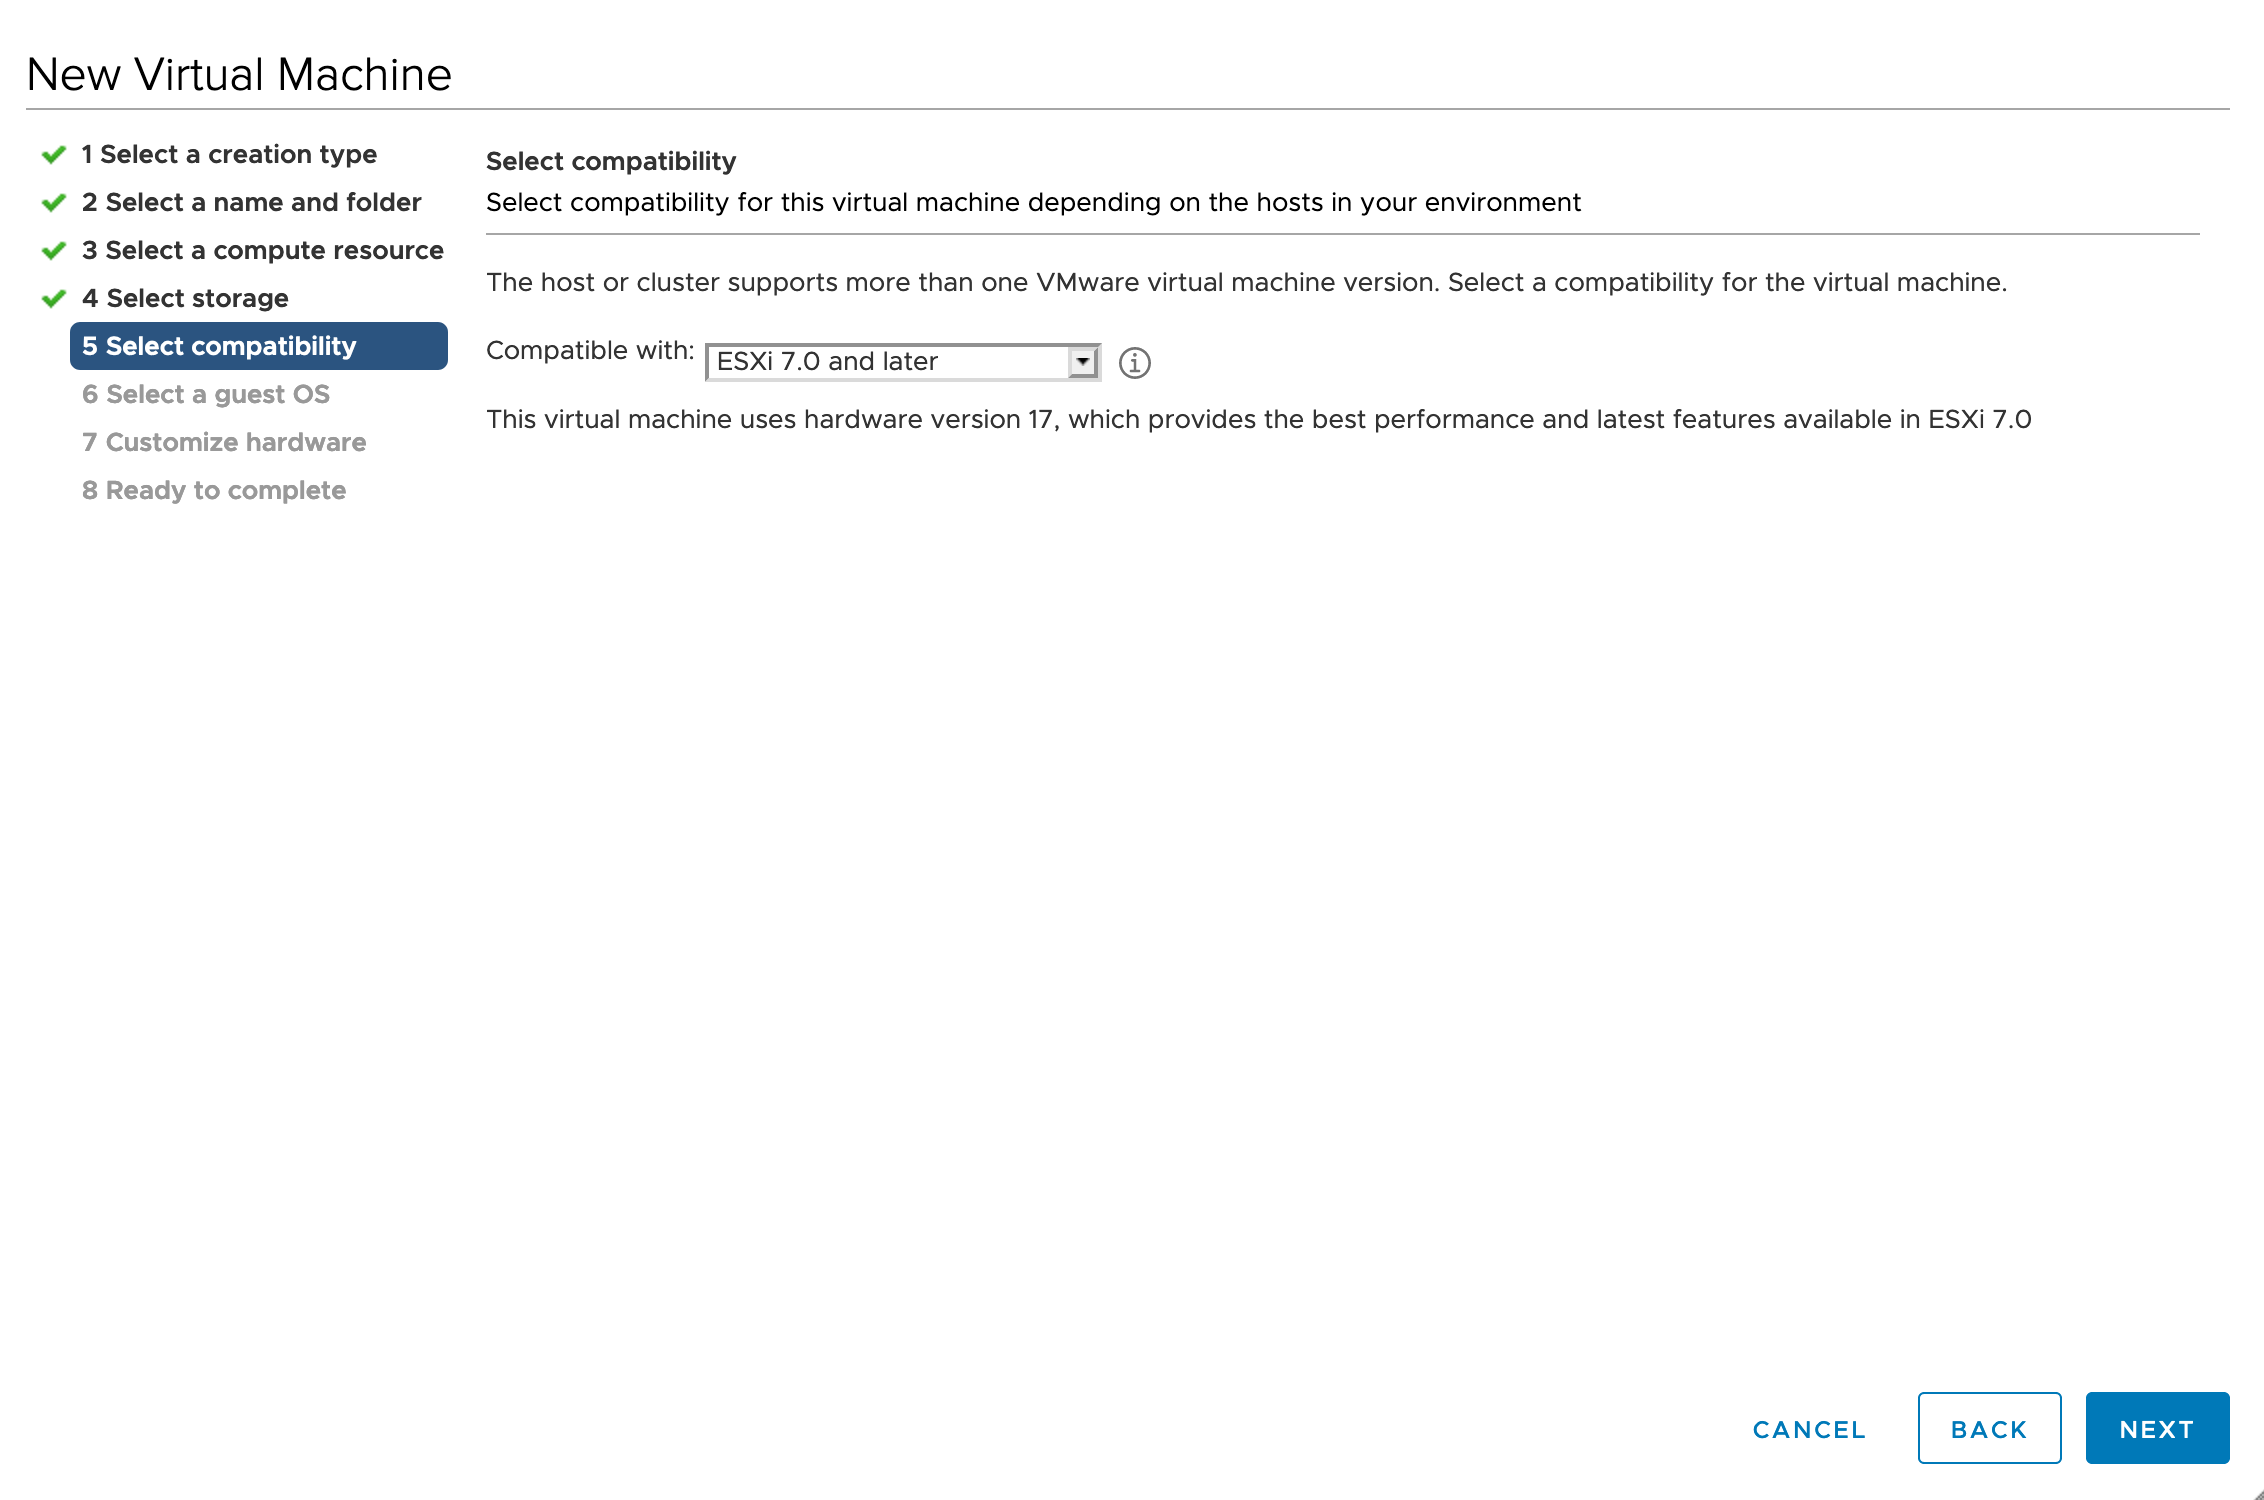 New Virtual Machine
1 Select a creation type
2 Select a name and folder
3 Select a compute resource
4 Select storage
5 Select compatibility
6 Select a guest OS
7 Customize hardware
8 Ready to complete
Select compatibility
Select compatibility for this virtual machine depending on the hosts in your environment
The host or cluster supports more than one VMware virtual machine version. Select a compatibility for the virtual machine.
Compatible with: ESXi 7.0 and later
This virtual machine uses hardware version 17, which provides the best performance and latest features available in ESXi 7.0
CANCEL BACK NEXT